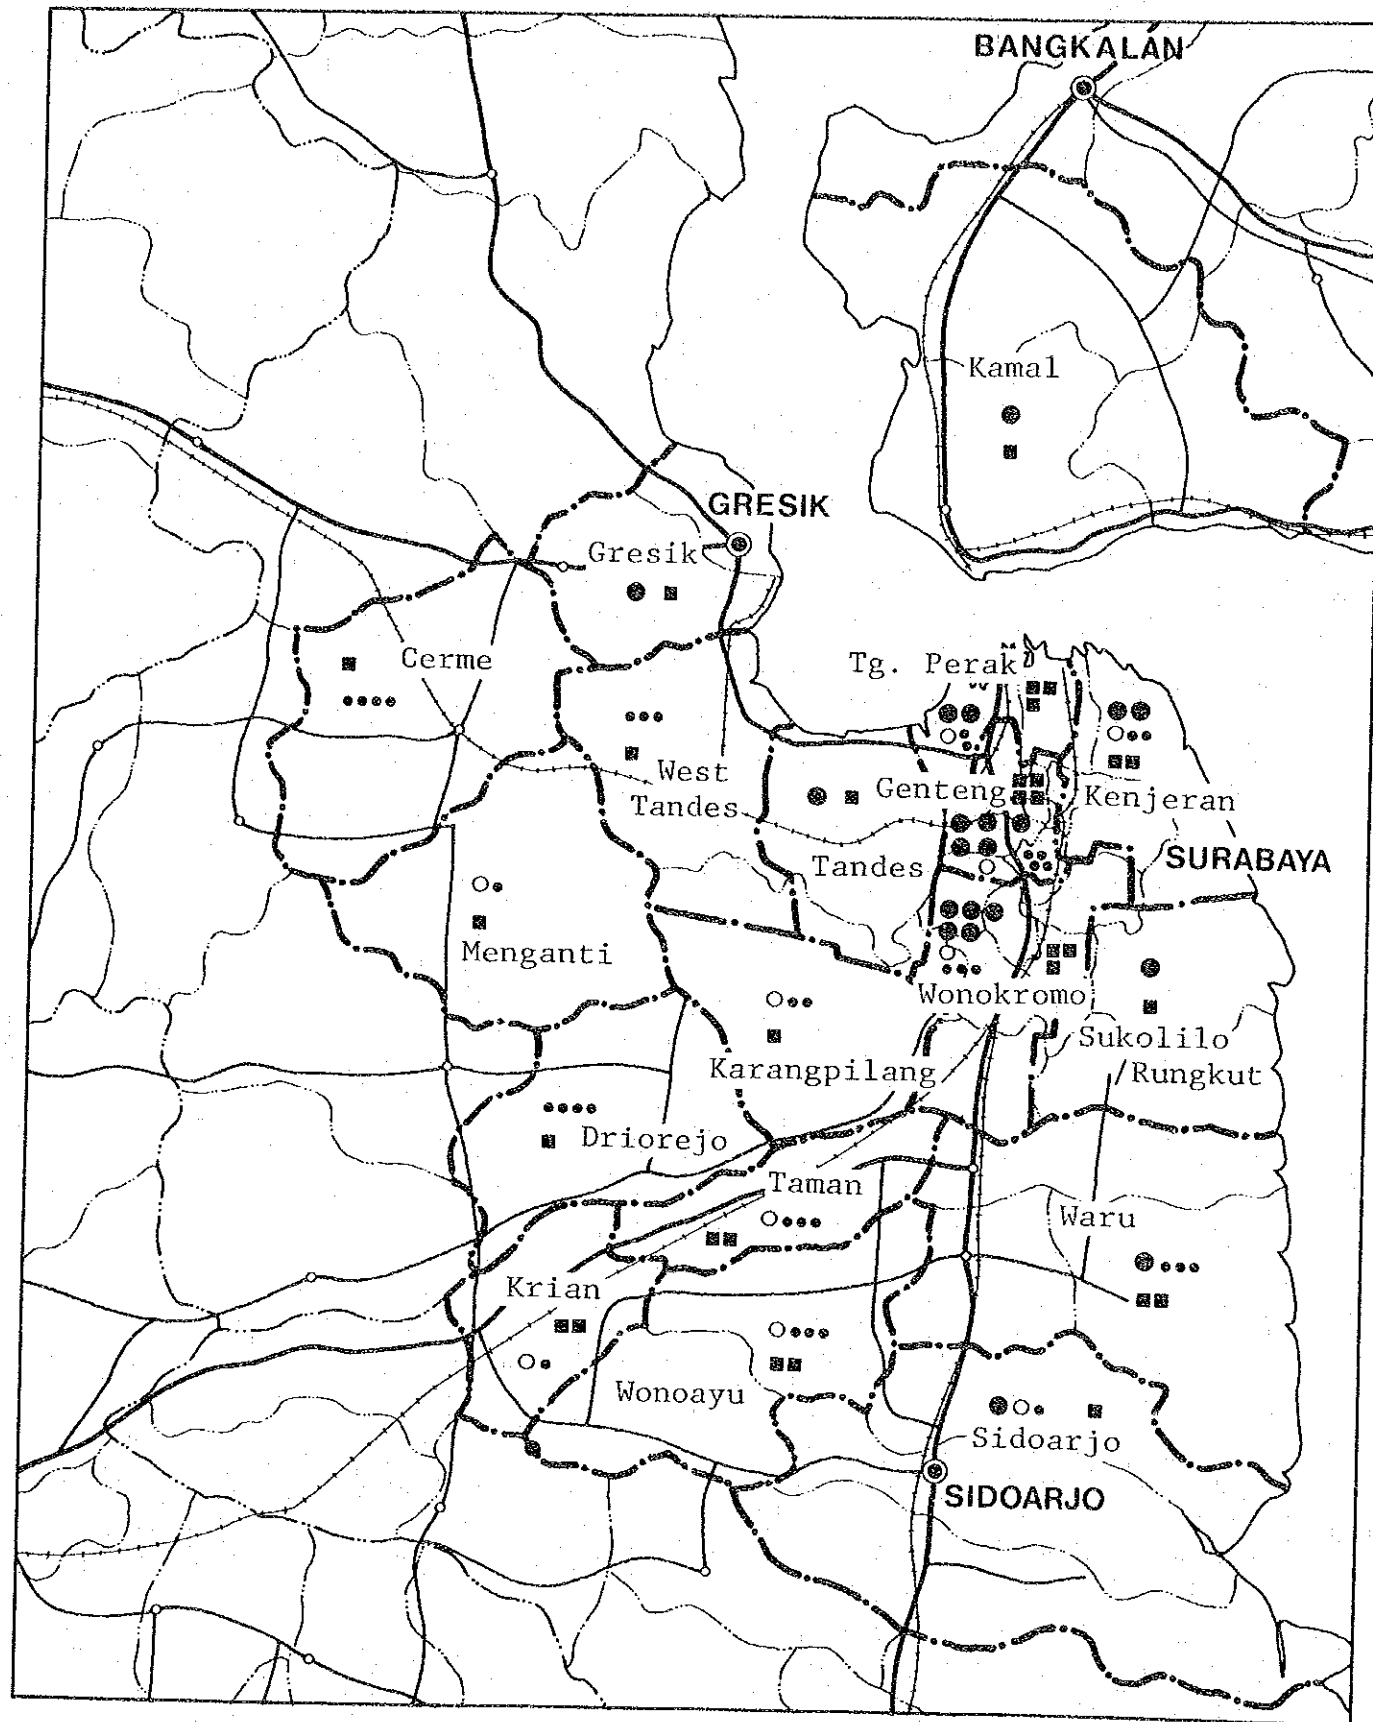 BANGKALAN
Kamal
GRESIK
Gresik
Cerme
Tg. Perak
West
Tandes
Genteng
Kenjeran
Tandes
SURABAYA
Menganti
Wonokromo
Sukolilo
/Rungkut
Karangpilang
Driorejo
Taman
Waru
Krian
Wonoayu
Sidoarjo
SIDOARJO